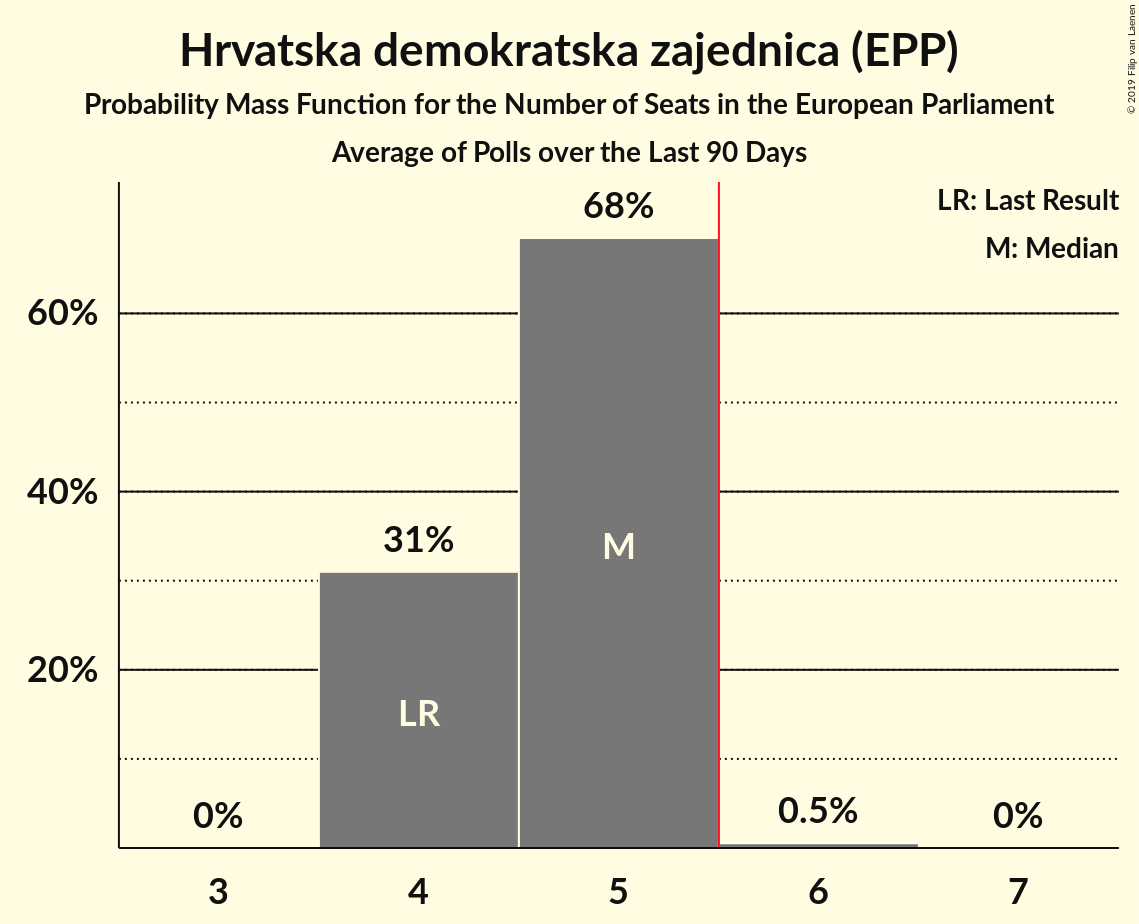 Hrvatska demokratska zajednica (EPP)
Probability Mass Function for the Number of Seats in the European Parliament
Average of Polls over the Last 90 Days
© 2019 Filip van Laenen
LR: Last Result
M: Median
68%
60%
40%
31%
M
20%
LR
0%
0.5%
0%
3
4
5
6
7